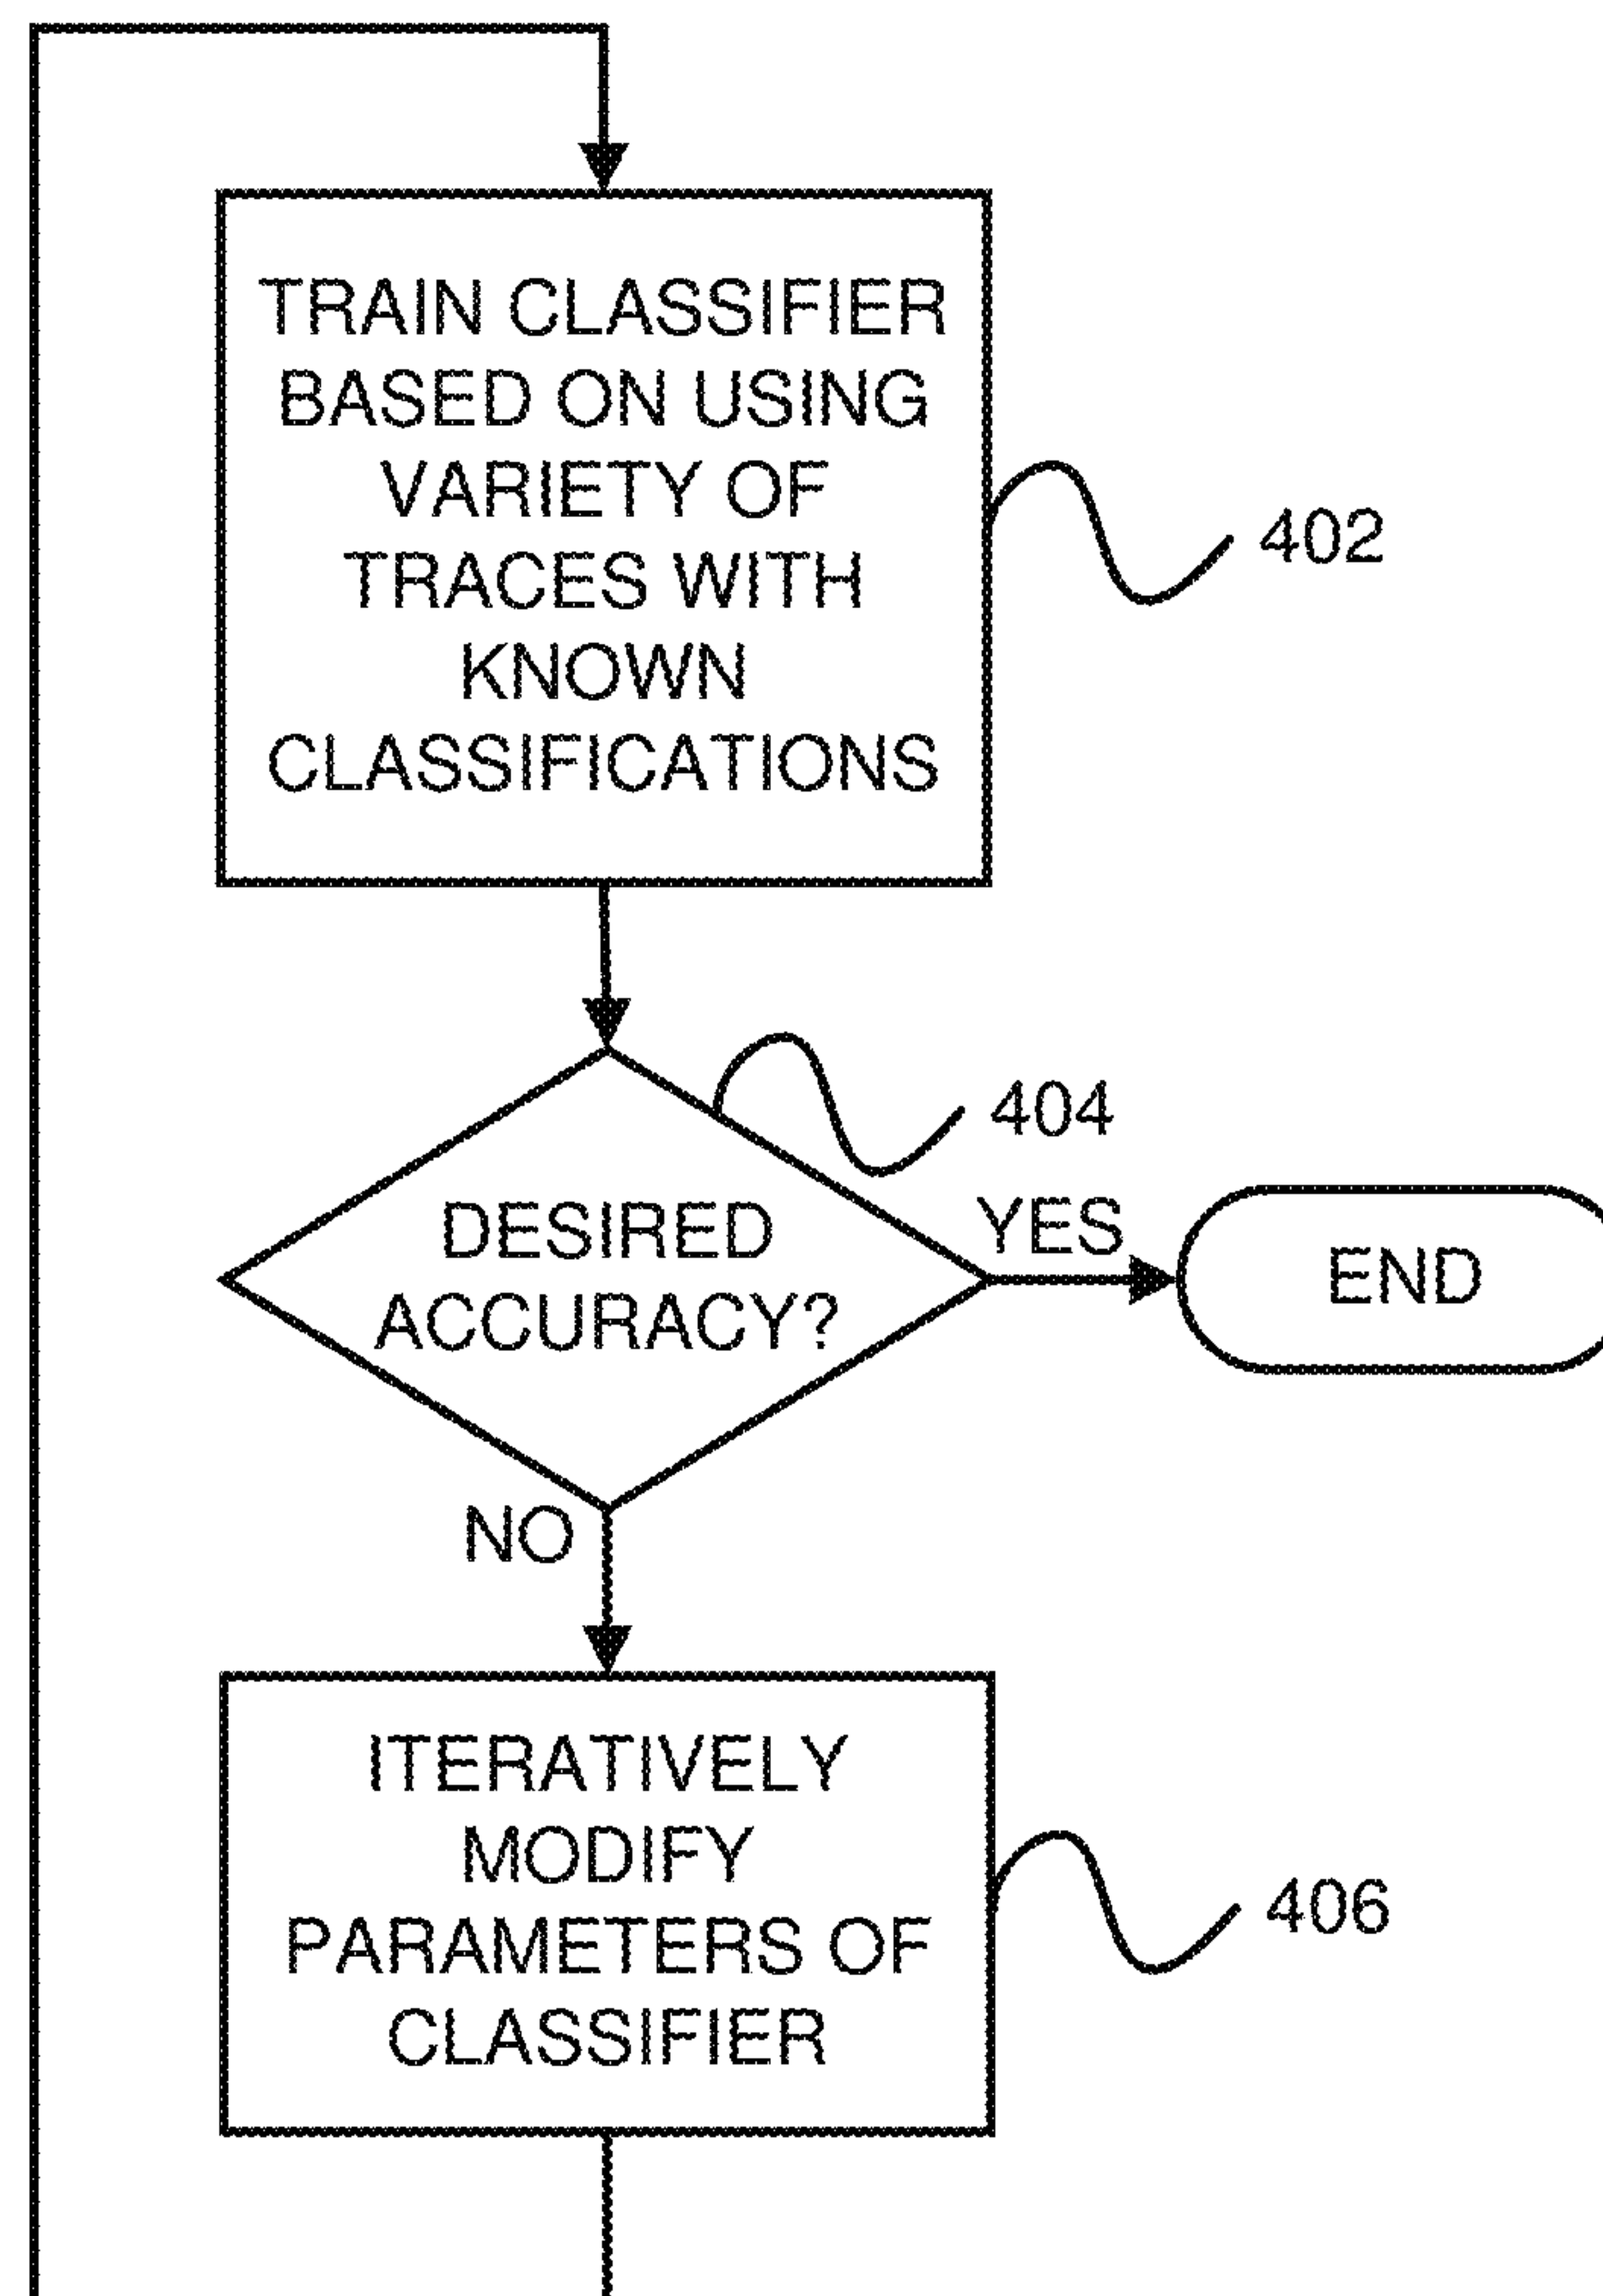 TRAIN CLASSIFIER
BASED ON USING
VARIETY OF
TRACES WITH
KNOWN
CLASSIFICATIONS
402
404
DESIRED
ACCURACY?
YES
END
NO
ITERATIVELY
MODIFY
PARAMETERS OF
CLASSIFIER
406